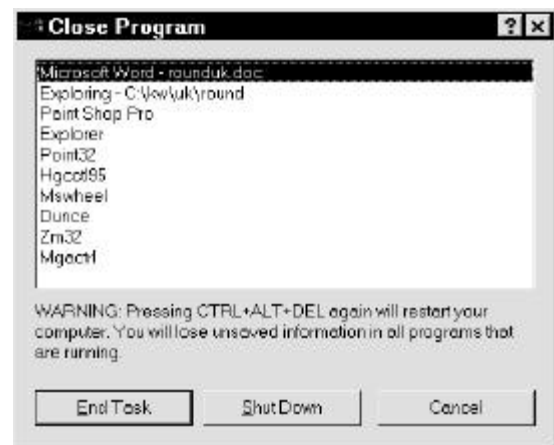 Close Program
Microsoft Word - rounduk.doc
Exploring - C:\kw\uk\round
Paint Shop Pro
Explorer
Point32
Hgcctl95
Mswheel
Dunce
Zm32
Mgactrl
WARNING: Pressing CTRL+ALT+DEL again will restart your
computer. You will lose unsaved information in all programs that
are running.
End Task
Shut Down
Cancel